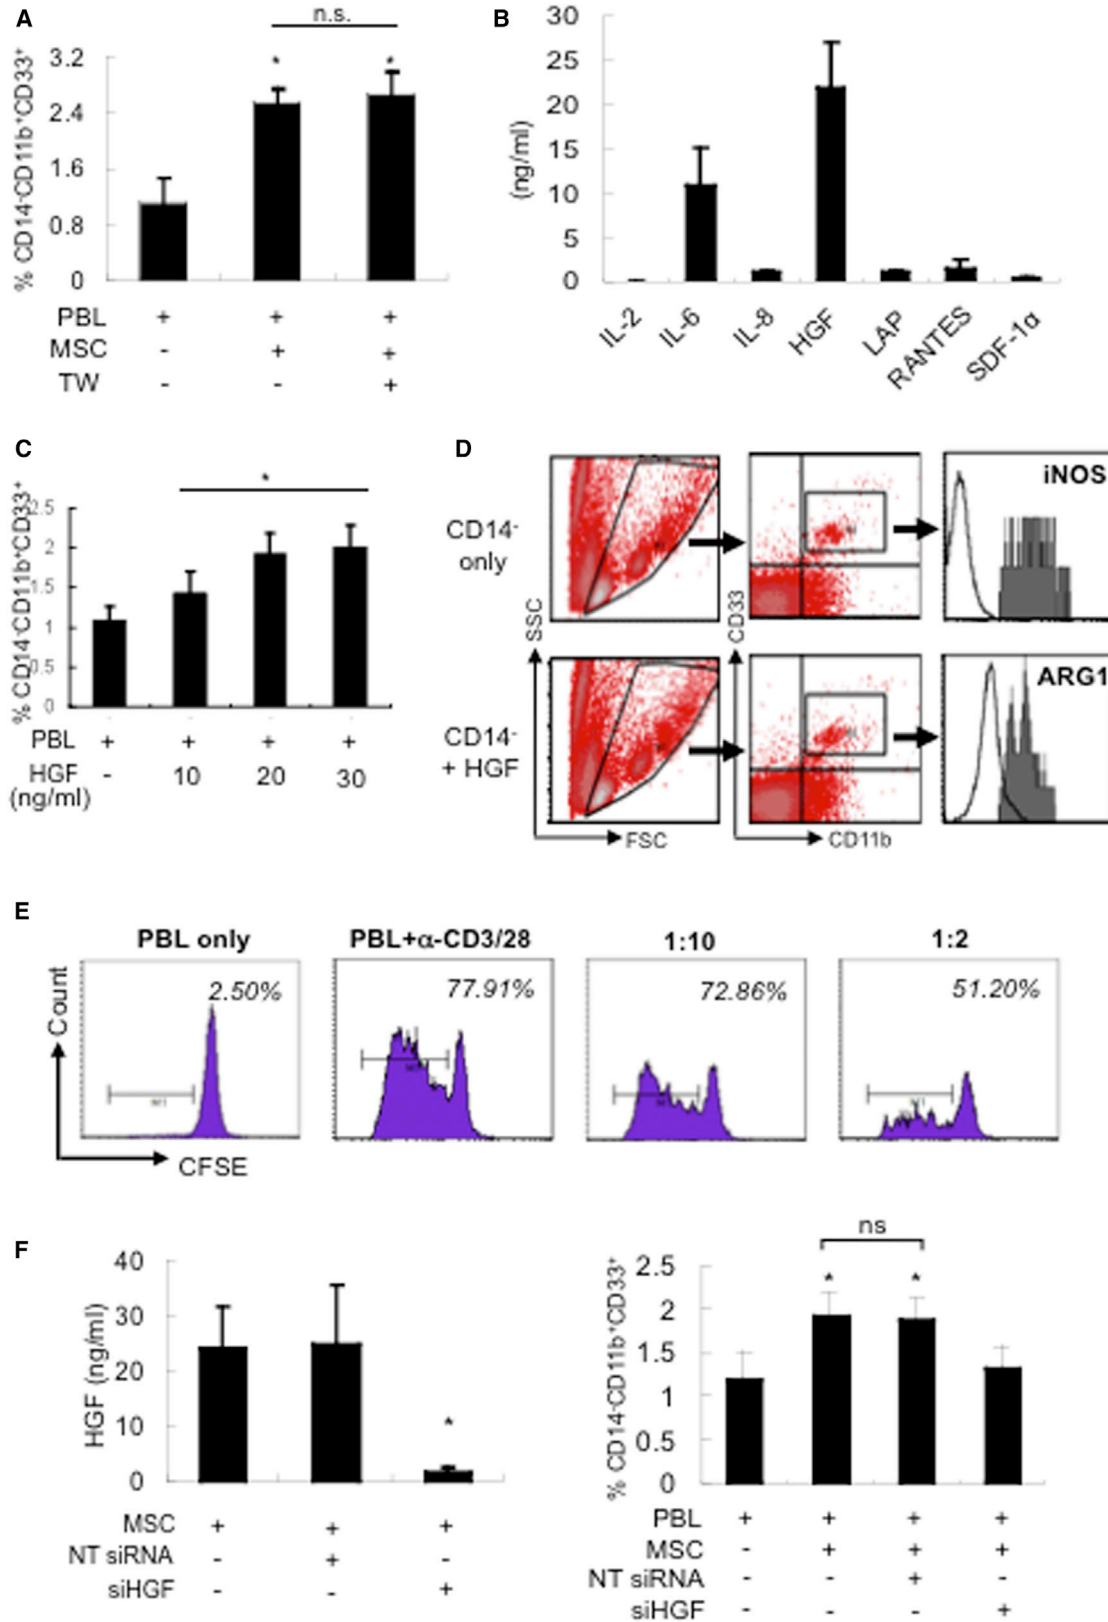 A
n.s.
% CD14-CD11b+CD33+
3.2
2.4
1.6
0.8
0
* *
PBL + + +
MSC - + +
TW - - +
B
(ng/ml)
30
25
20
15
10
5
0
IL-2 IL-6 IL-8 HGF LAP RANTES SDF-1α
C
*
% CD14-CD11b+CD33+
2.5
2
1.5
1
0.5
0
PBL + + + +
HGF - 10 20 30
(ng/ml)
D
CD14-
only
iNOS
SSC
CD33
CD14-
+ HGF
ARG1
FSC
CD11b
E
PBL only PBL+α-CD3/28 1:10 1:2
Count
2.50% 77.91% 72.86% 51.20%
M1
CFSE
F
HGF (ng/ml)
40
30
20
10
0
*
MSC + + +
NT siRNA - + -
siHGF - - +
ns
% CD14-CD11b+CD33+
2.5
2
1.5
1
0.5
0
* *
PBL + + + +
MSC - + + +
NT siRNA - - + -
siHGF - - - +